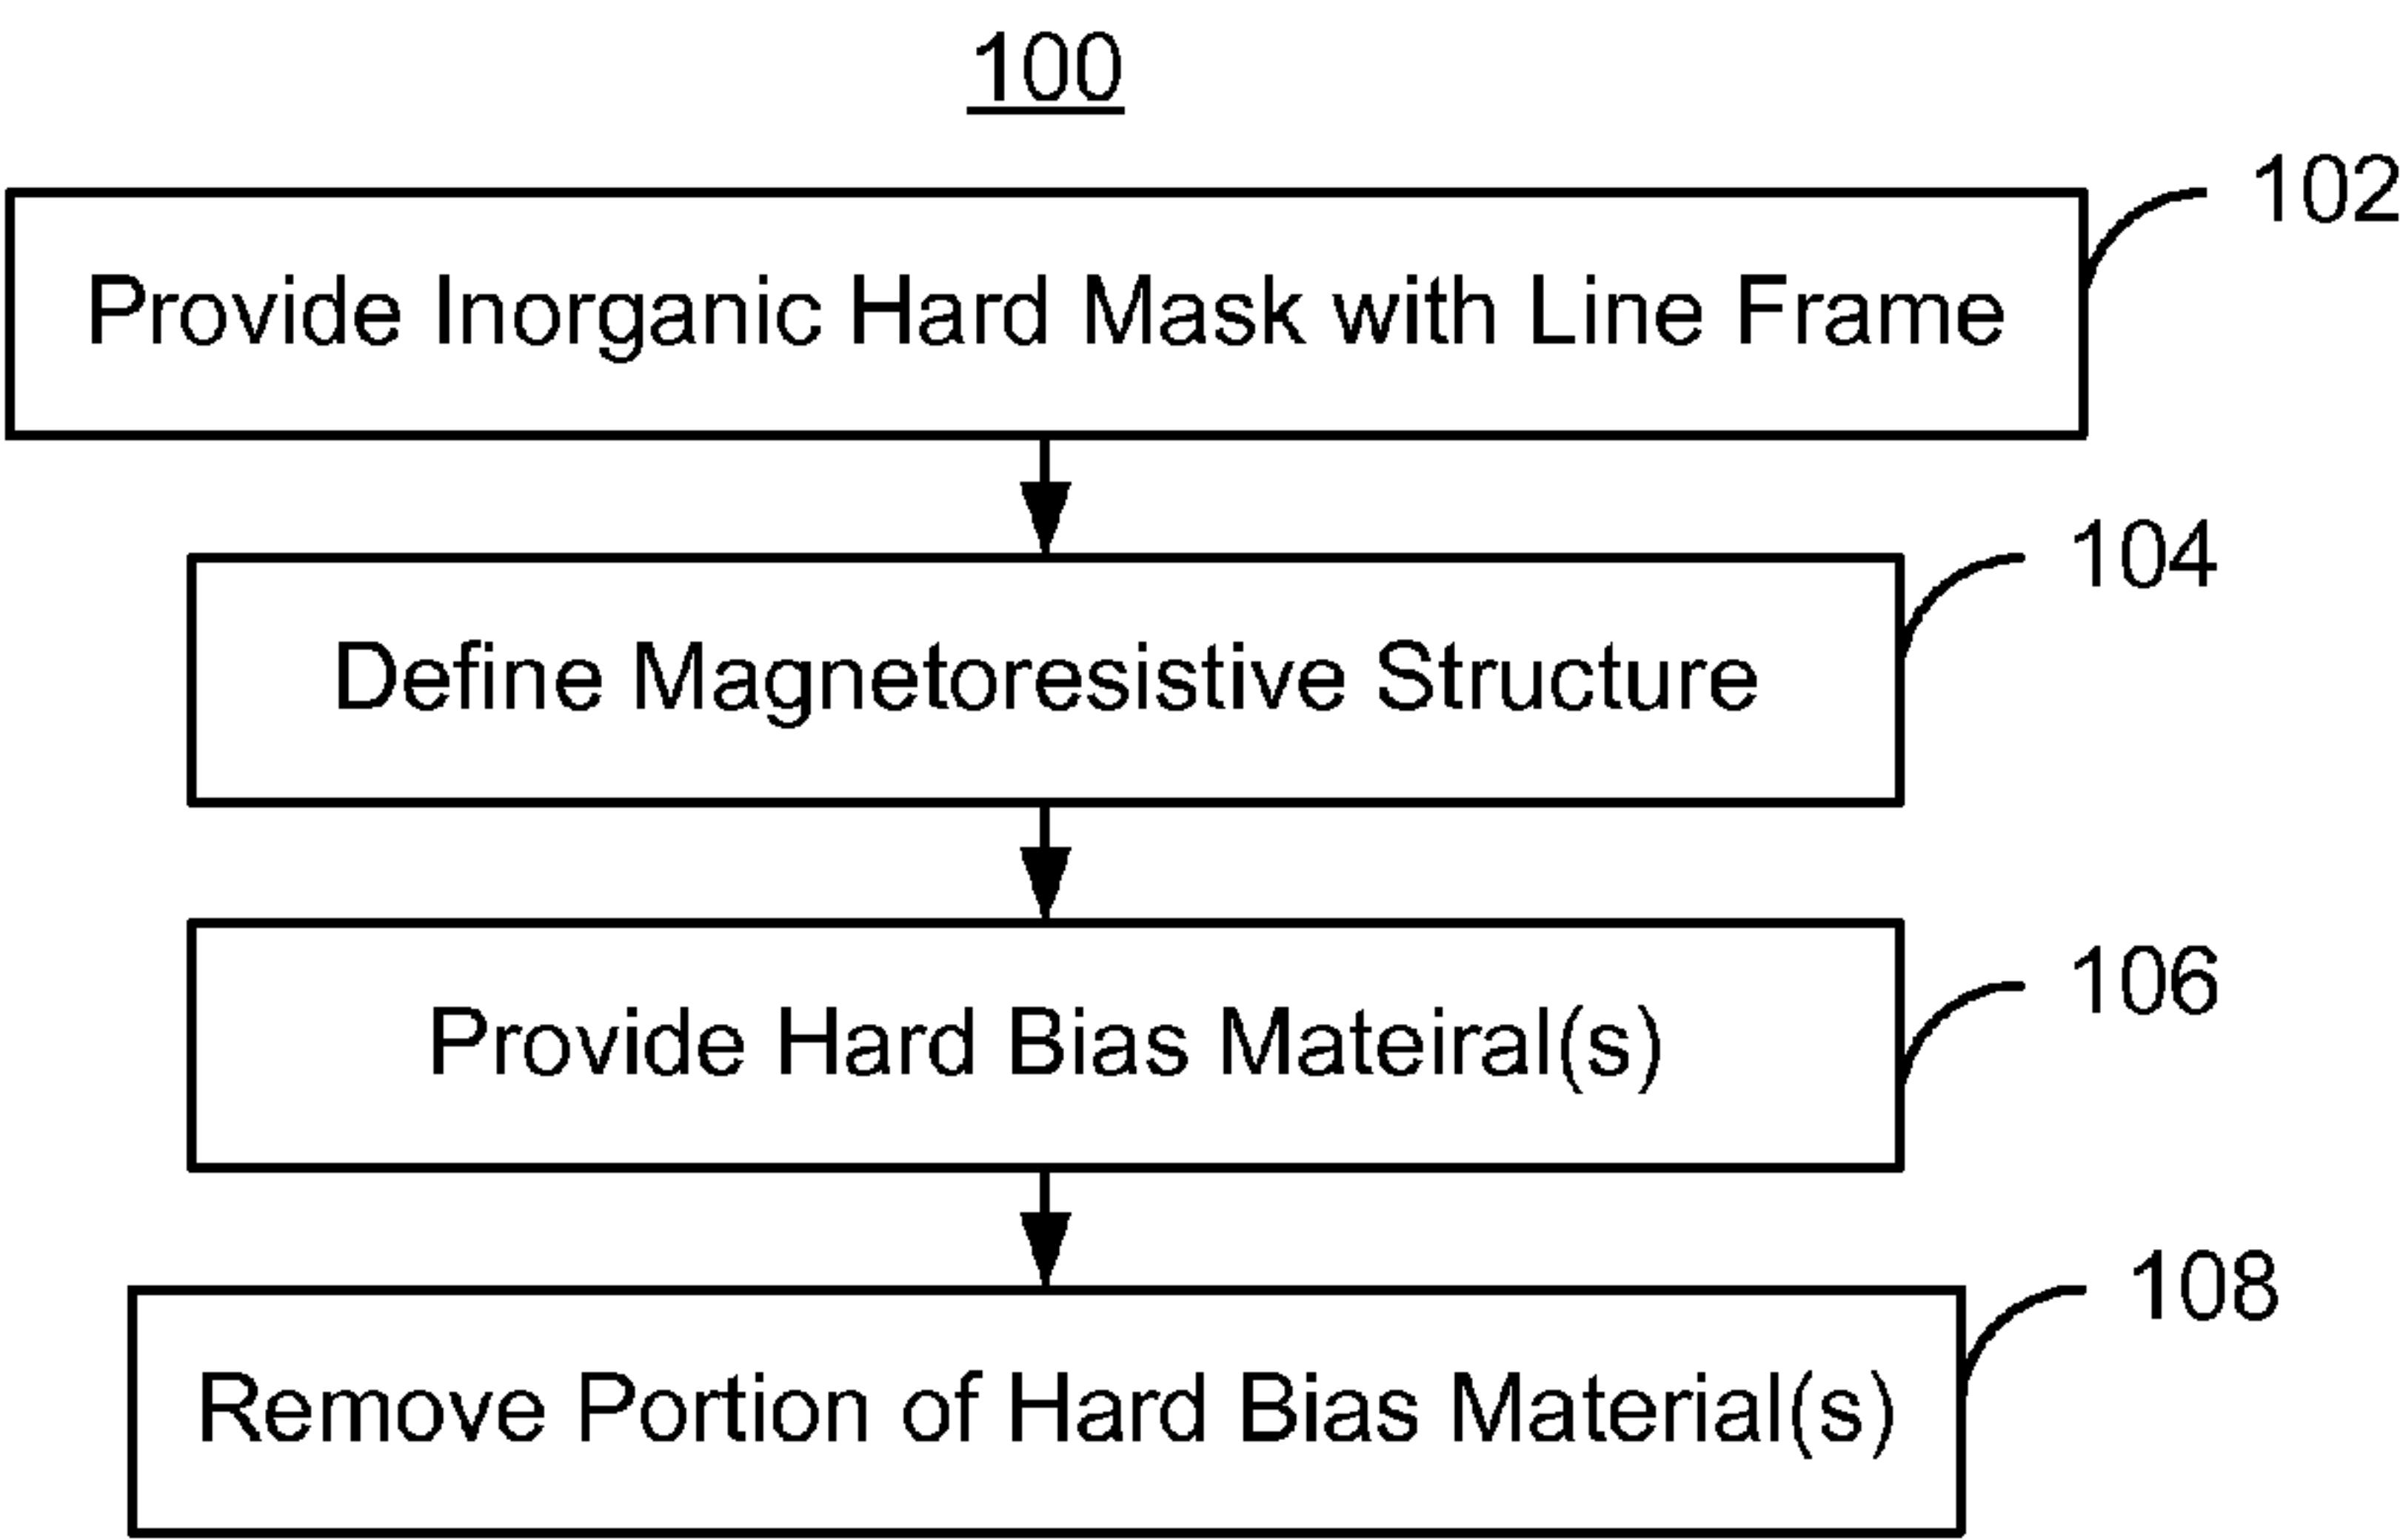 100
102
Provide Inorganic Hard Mask with Line Frame
104
Define Magnetoresistive Structure
106
Provide Hard Bias Mateiral(s)
108
Remove Portion of Hard Bias Material(s)